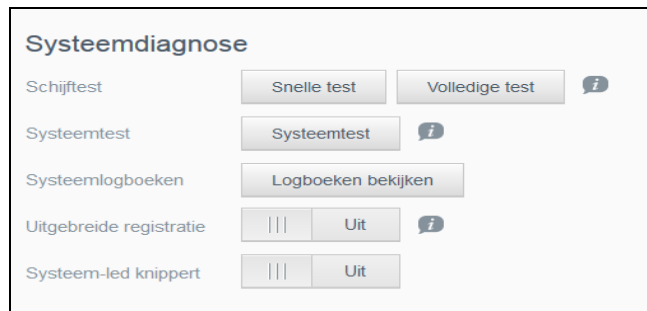 Systeemdiagnose
Schijftest Snelle test Volledige test i
Systeemtest Systeemtest i
Systeemlogboeken Logboeken bekijken
Uitgebreide registratie Uit i
Systeem-led knippert Uit